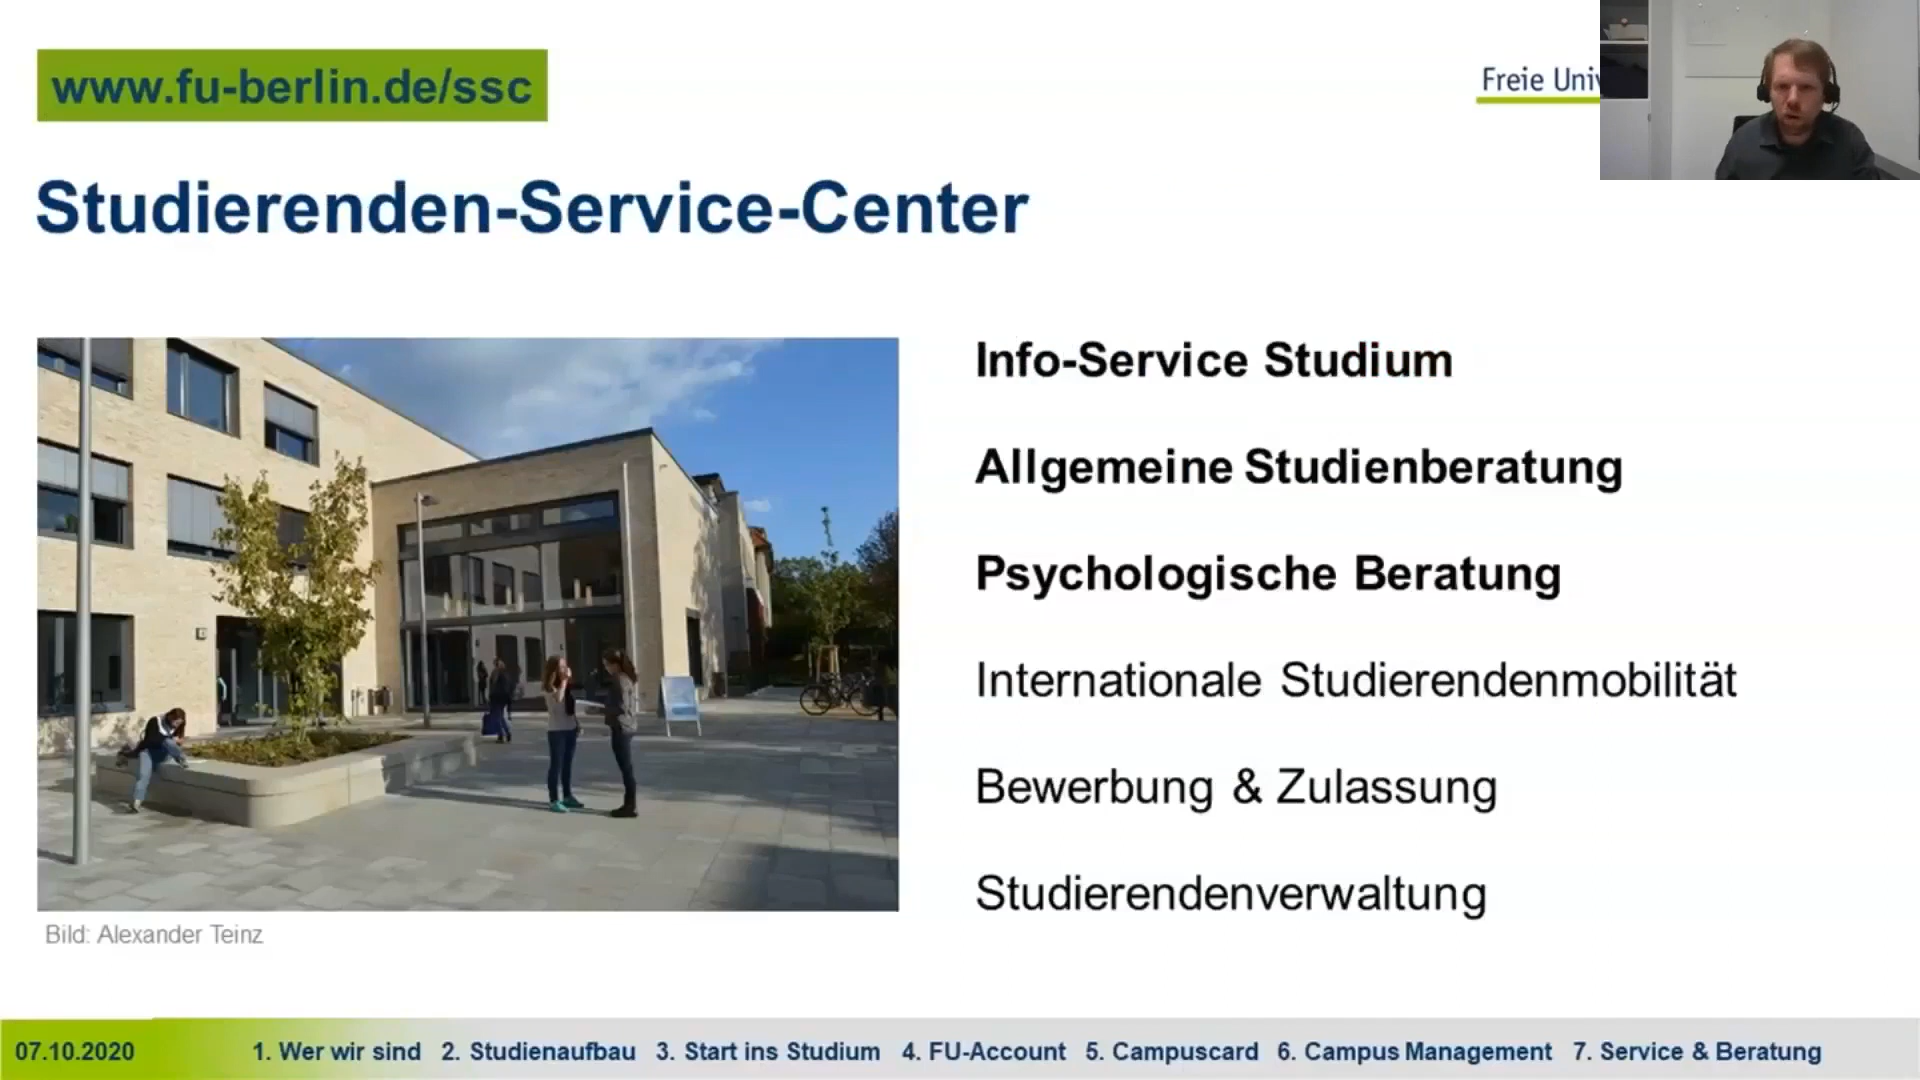 www.fu-berlin.de/ssc
Freie
Studierenden-Service-Center
Info-Service Studium
Allgemeine Studienberatung
Psychologische Beratung
Internationale Studierendenmobilität
Bewerbung & Zulassung
Studierendenverwaltung
Bild: Alexander Teinz
07.10.2020 1. Wer wir sind 2. Studienaufbau 3. Start ins Studium 4. FU-Account 5. Campuscard 6. Campus Management 7. Service & Beratung